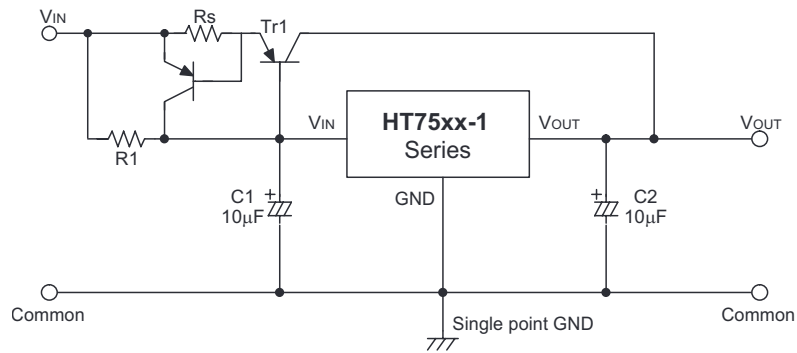 VIN
Rs
Tr1
R1
VIN
HT75xx-1
Series
VOUT
VOUT
GND
C1
10μF
C2
10μF
Common
Single point GND
Common